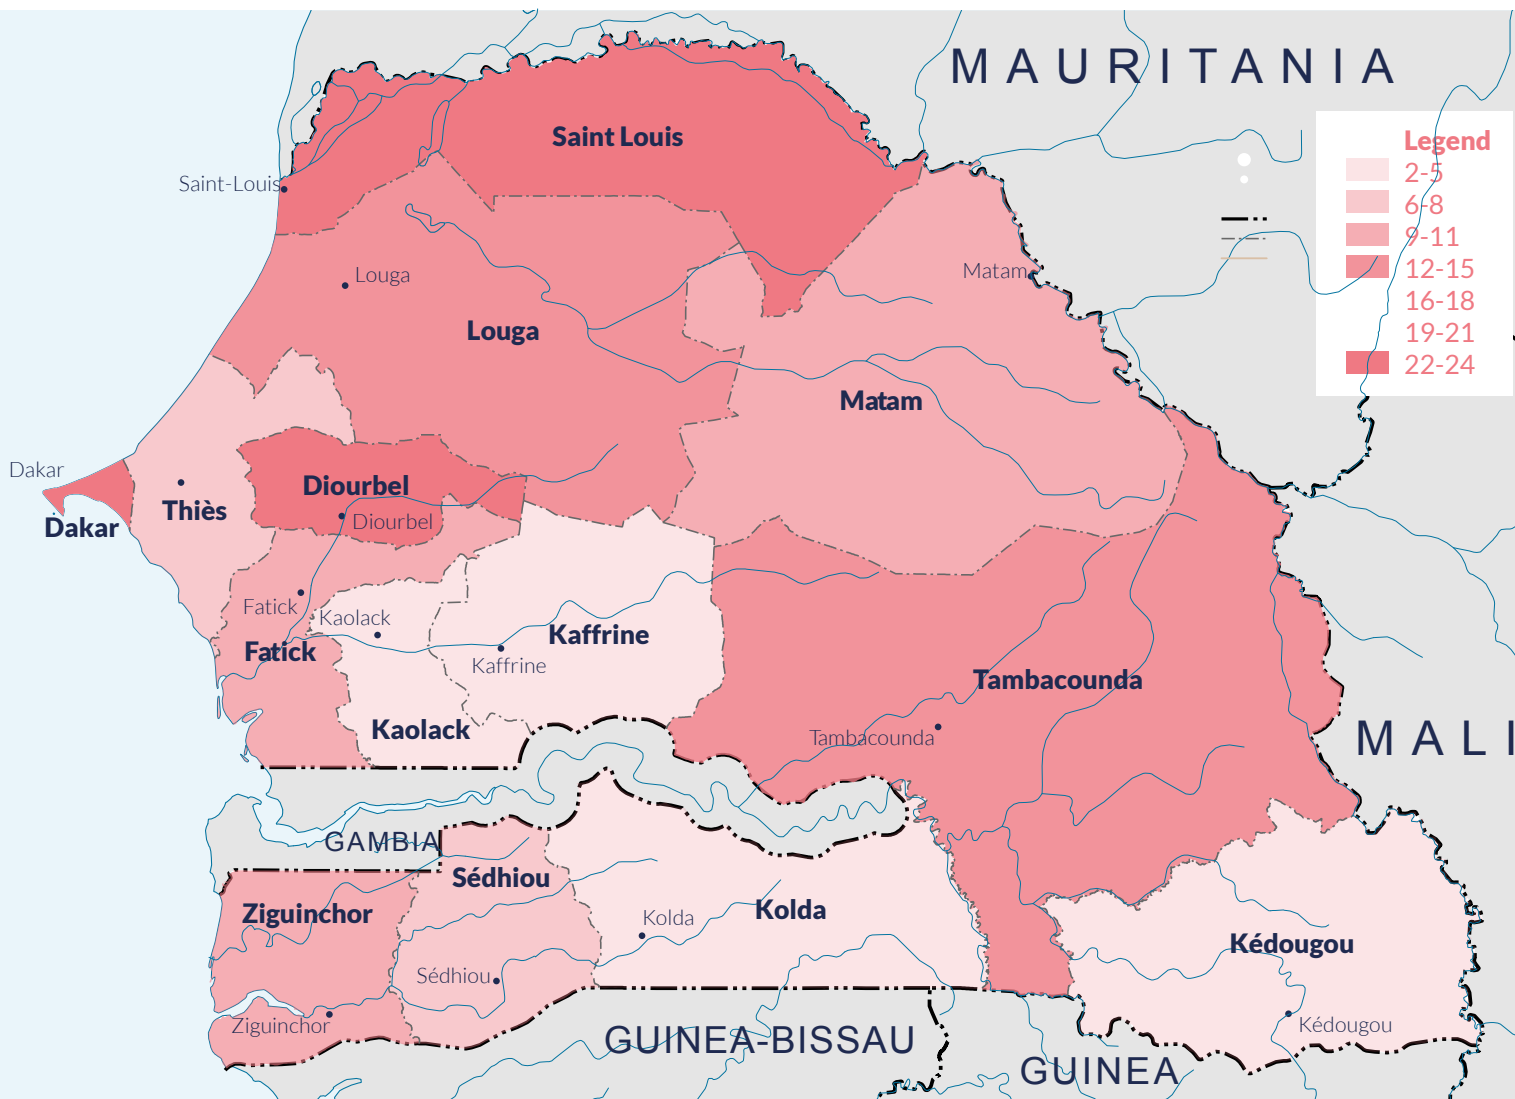 MAURITANIA
Legend
2-5
6-8
9-11
12-15
16-18
19-21
22-24
Saint Louis
Saint-Louis
Louga
Matam
Louga
Matam
Dakar
Diourbel
Thiès
Dakar
Diourbel
Fatick
Kaolack
Kaffrine
Fatick
Kaffrine
Tambacounda
Kaolack
Tambacounda
MALI
GAMBIA
Sédhiou
Ziguinchor
Kolda
Kolda
Kédougou
Sédhiou
Ziguinchor
Kédougou
GUINEA-BISSAU
GUINEA